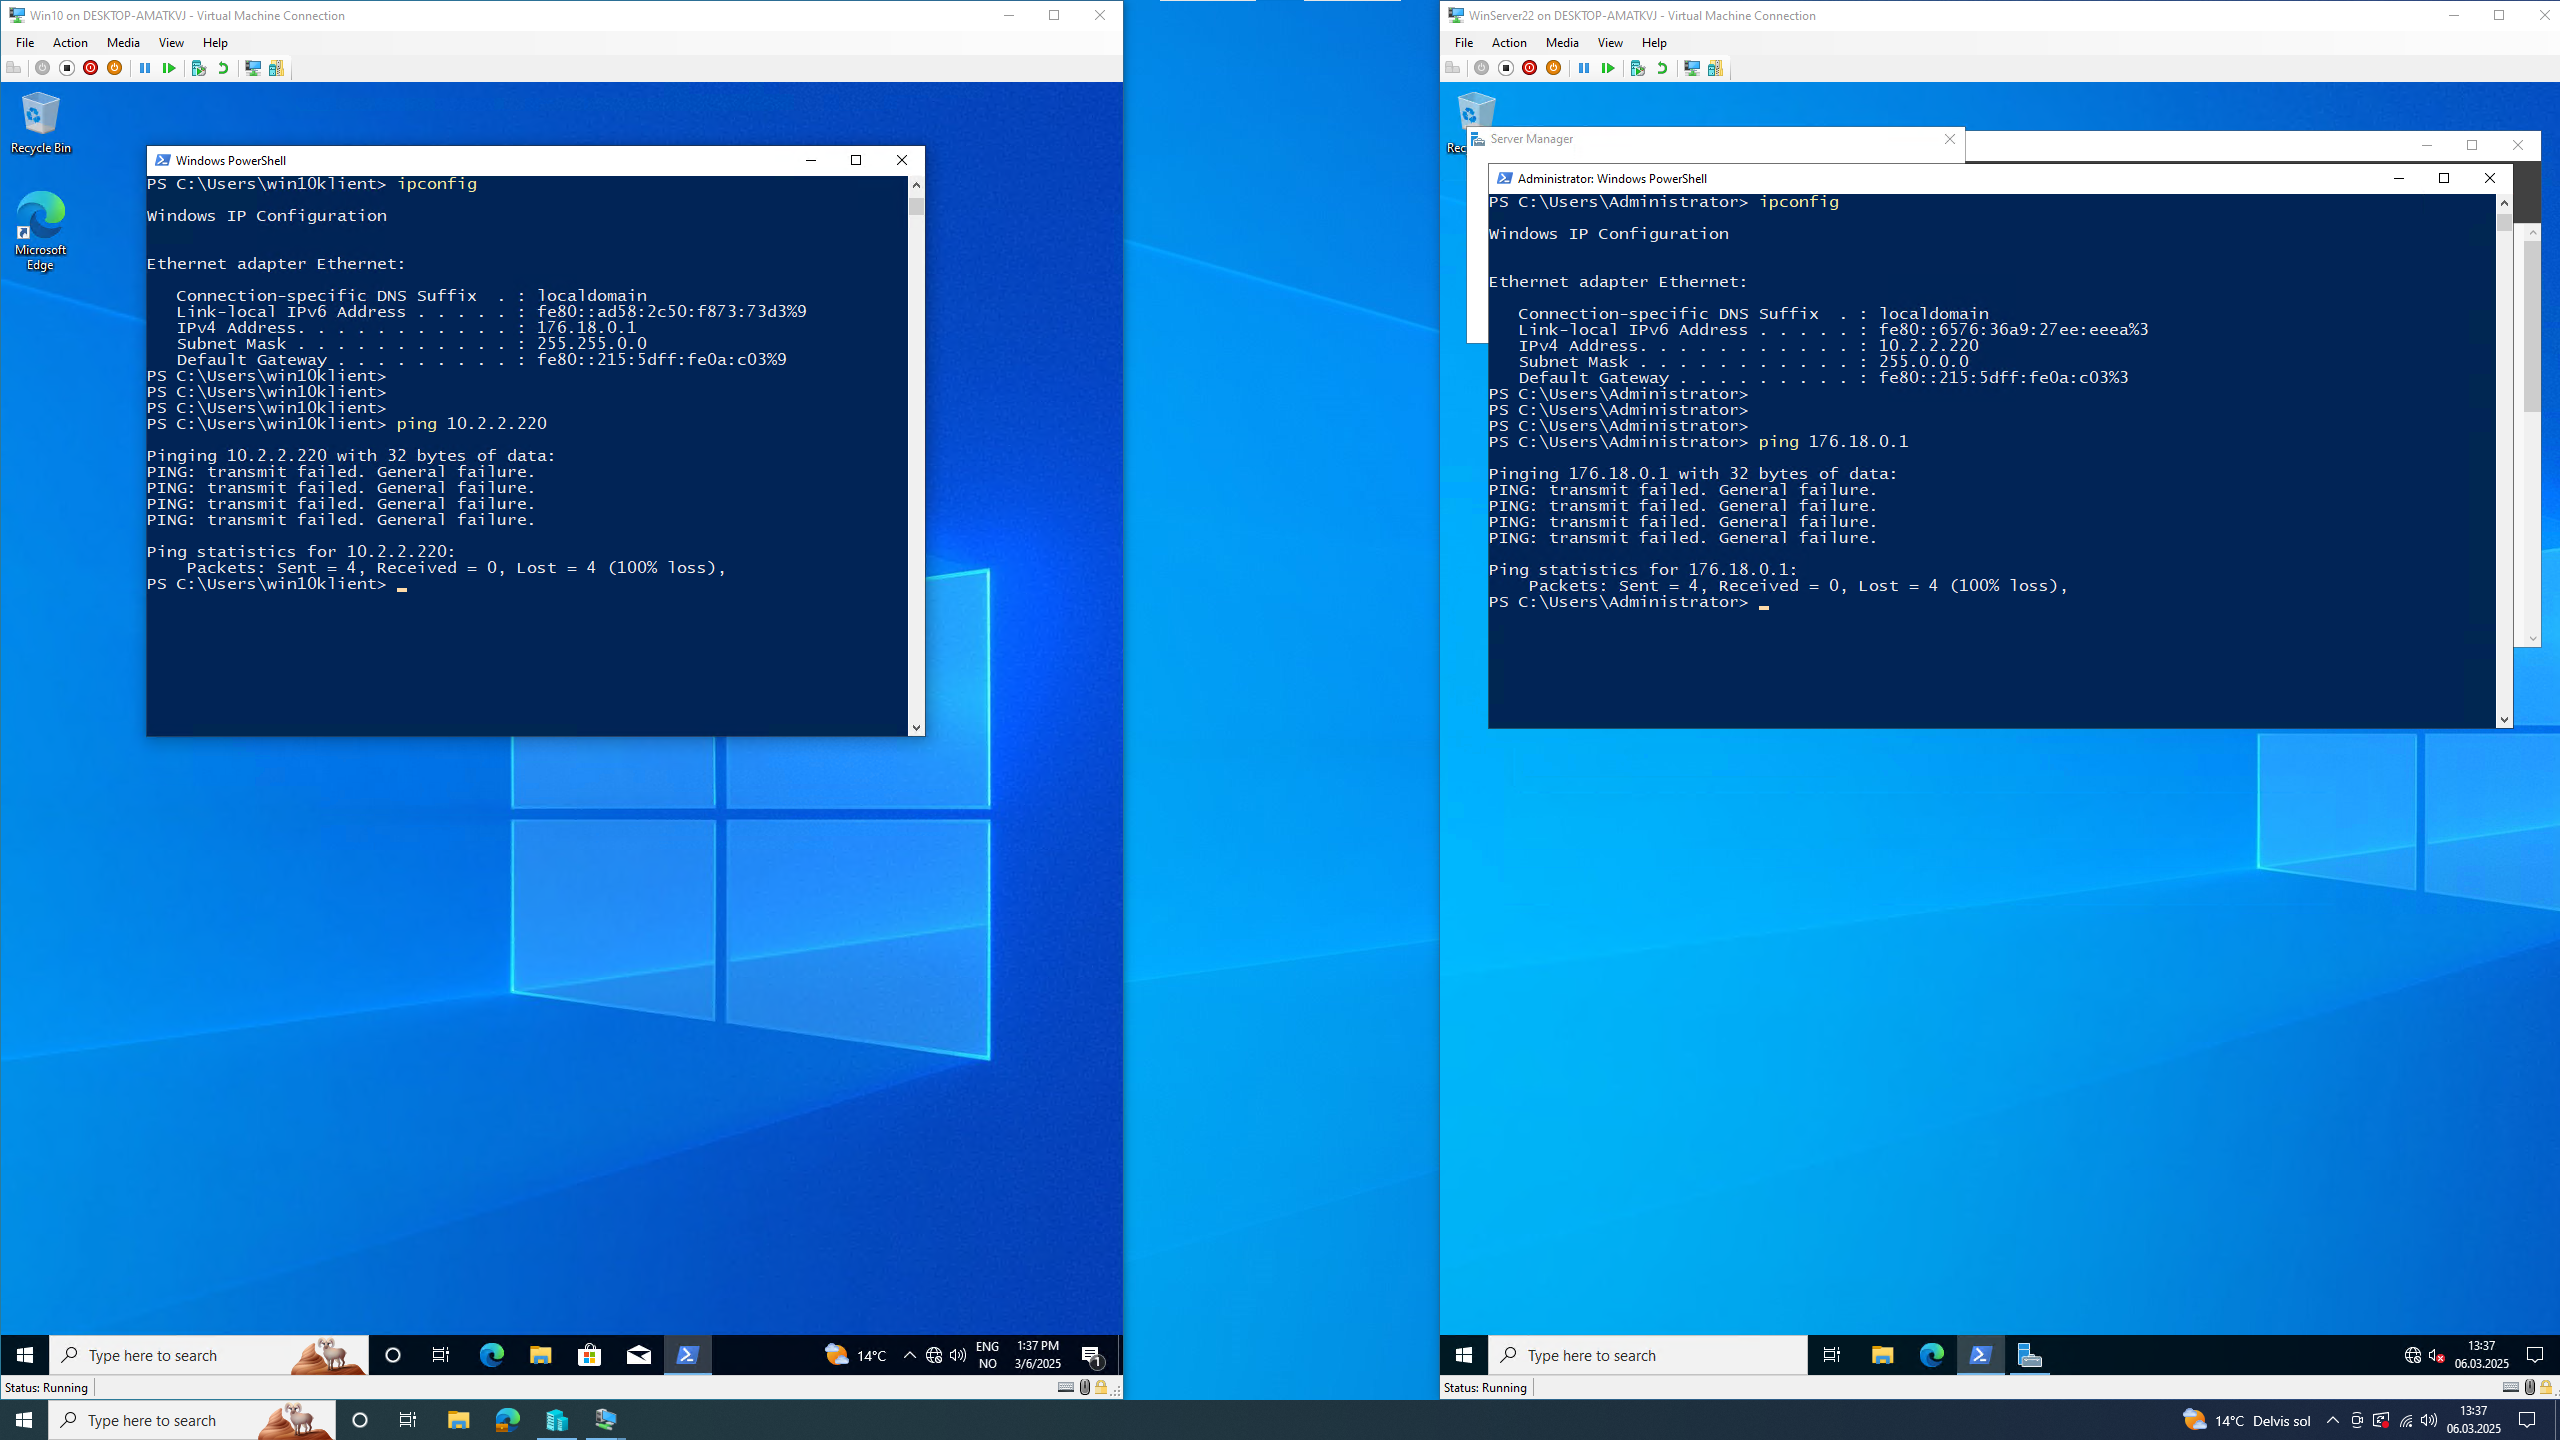 Win10 on DESKTOP-AMATKVJ - Virtual Machine Connection
File Action Media View Help
Recycle Bin
Microsoft
Edge
Windows PowerShell
PS C:\Users\win10klient> ipconfig
Windows IP Configuration
Ethernet adapter Ethernet:
Connection-specific DNS Suffix . : localdomain
Link-local IPv6 Address . . . . . : fe80::ad58:2c50:f873:73d3%9
IPv4 Address. . . . . . . . . . . : 176.18.0.1
Subnet Mask . . . . . . . . . . . : 255.255.0.0
Default Gateway . . . . . . . . . : fe80::215:5dff:fe0a:c03%9
PS C:\Users\win10klient>
PS C:\Users\win10klient>
PS C:\Users\win10klient>
PS C:\Users\win10klient> ping 10.2.2.220
Pinging 10.2.2.220 with 32 bytes of data:
PING: transmit failed. General failure.
PING: transmit failed. General failure.
PING: transmit failed. General failure.
PING: transmit failed. General failure.
Ping statistics for 10.2.2.220:
Packets: Sent = 4, Received = 0, Lost = 4 (100% loss),
PS C:\Users\win10klient>
Type here to search
14°C
ENG
NO
1:37 PM
3/6/2025
1
Status: Running
WinServer22 on DESKTOP-AMATKVJ - Virtual Machine Connection
File Action Media View Help
Rec
Server Manager
Administrator: Windows PowerShell
PS C:\Users\Administrator> ipconfig
Windows IP Configuration
Ethernet adapter Ethernet:
Connection-specific DNS Suffix . : localdomain
Link-local IPv6 Address . . . . . : fe80::6576:36a9:27ee:eeea%3
IPv4 Address. . . . . . . . . . . : 10.2.2.220
Subnet Mask . . . . . . . . . . . : 255.0.0.0
Default Gateway . . . . . . . . . : fe80::215:5dff:fe0a:c03%3
PS C:\Users\Administrator>
PS C:\Users\Administrator>
PS C:\Users\Administrator>
PS C:\Users\Administrator> ping 176.18.0.1
Pinging 176.18.0.1 with 32 bytes of data:
PING: transmit failed. General failure.
PING: transmit failed. General failure.
PING: transmit failed. General failure.
PING: transmit failed. General failure.
Ping statistics for 176.18.0.1:
Packets: Sent = 4, Received = 0, Lost = 4 (100% loss),
PS C:\Users\Administrator>
Type here to search
13:37
06.03.2025
Status: Running
Type here to search
14°C Delvis sol
13:37
06.03.2025